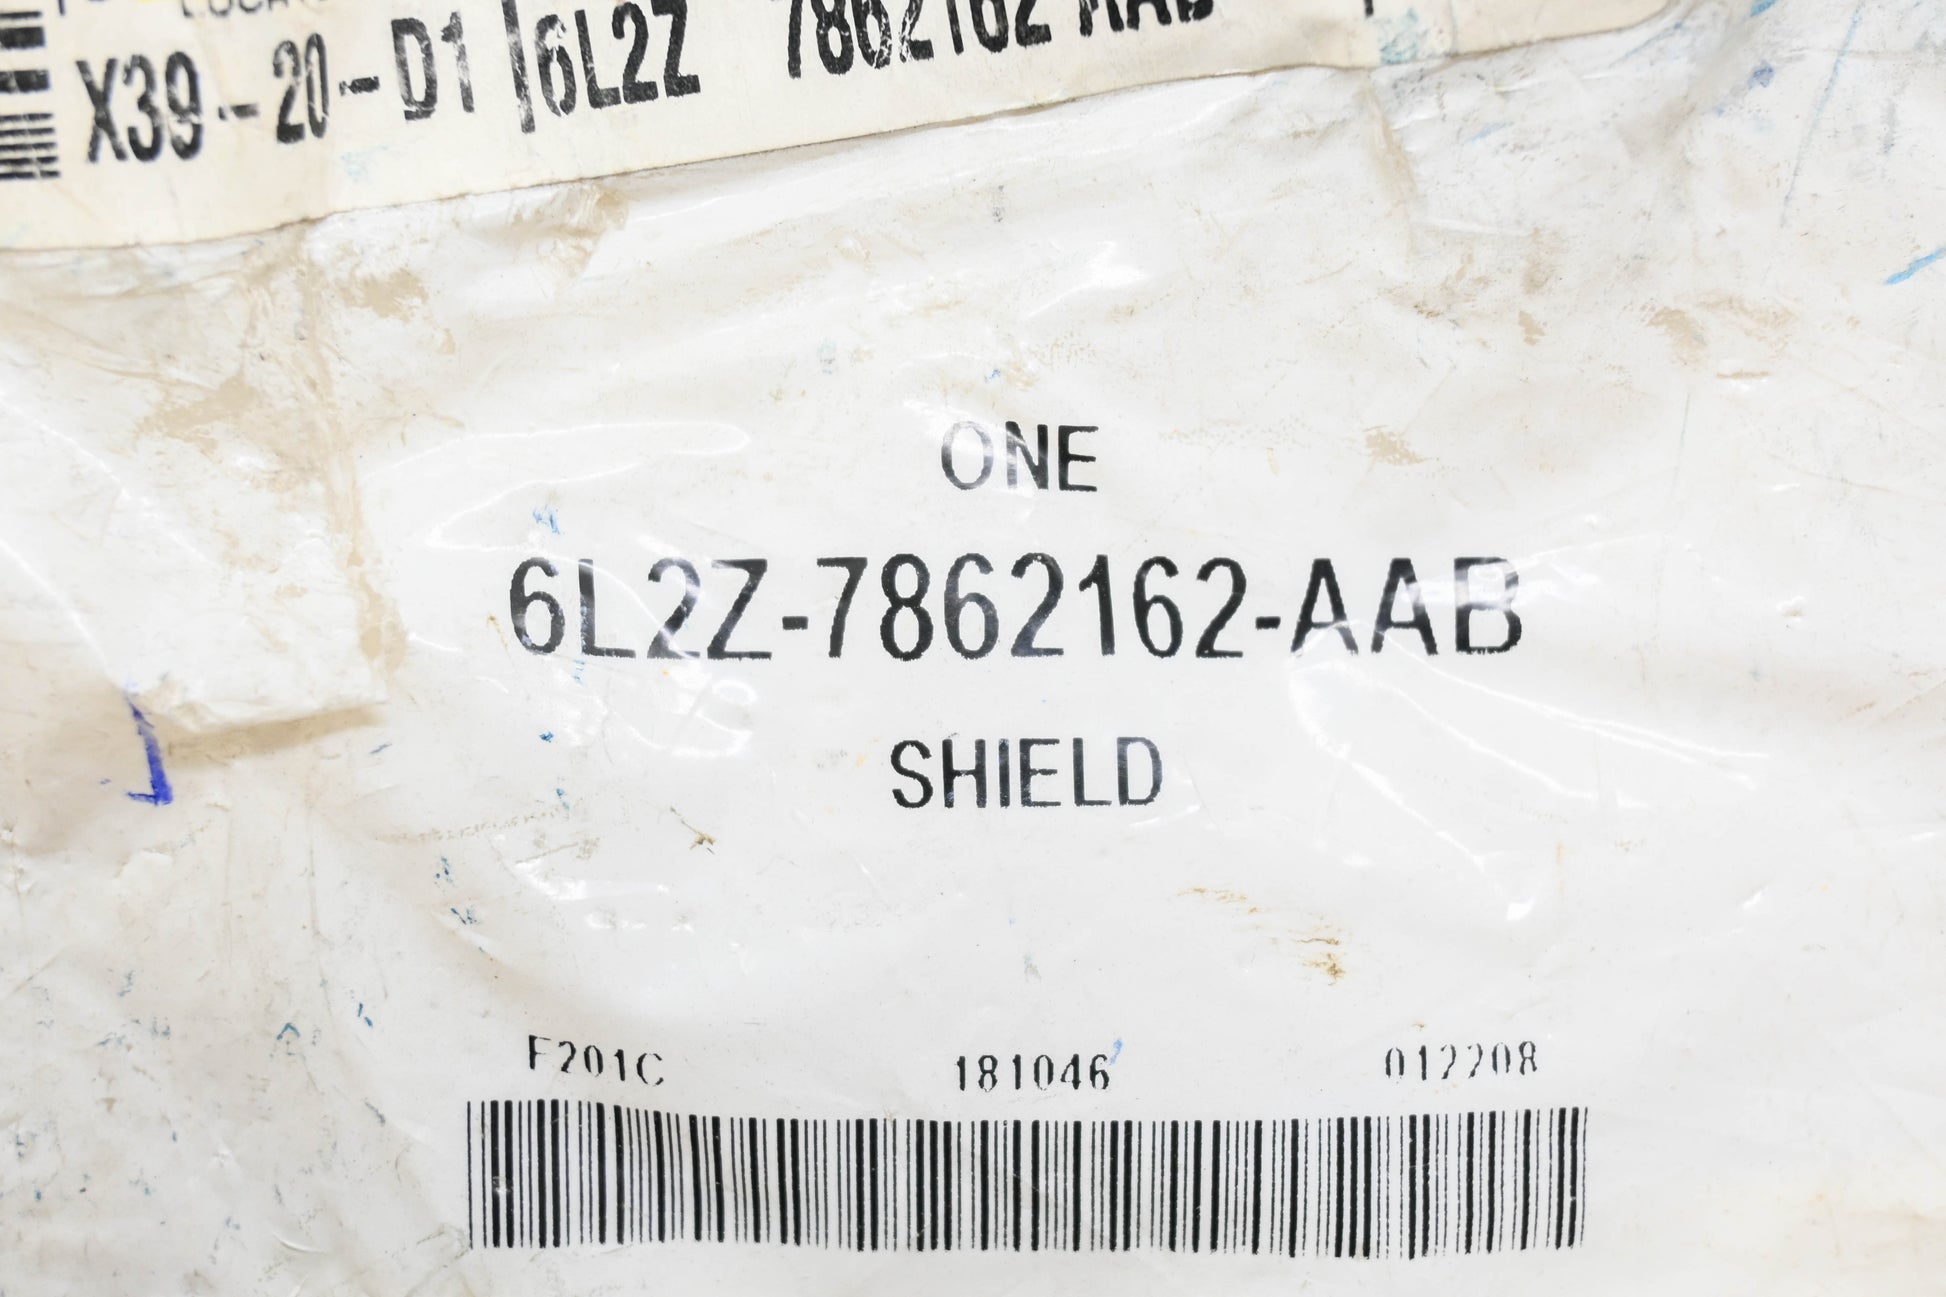 X39-20-D1 6L2Z 7862162 AAB
ONE
6L2Z-7862162-AAB
SHIELD
F201C 181046 012208